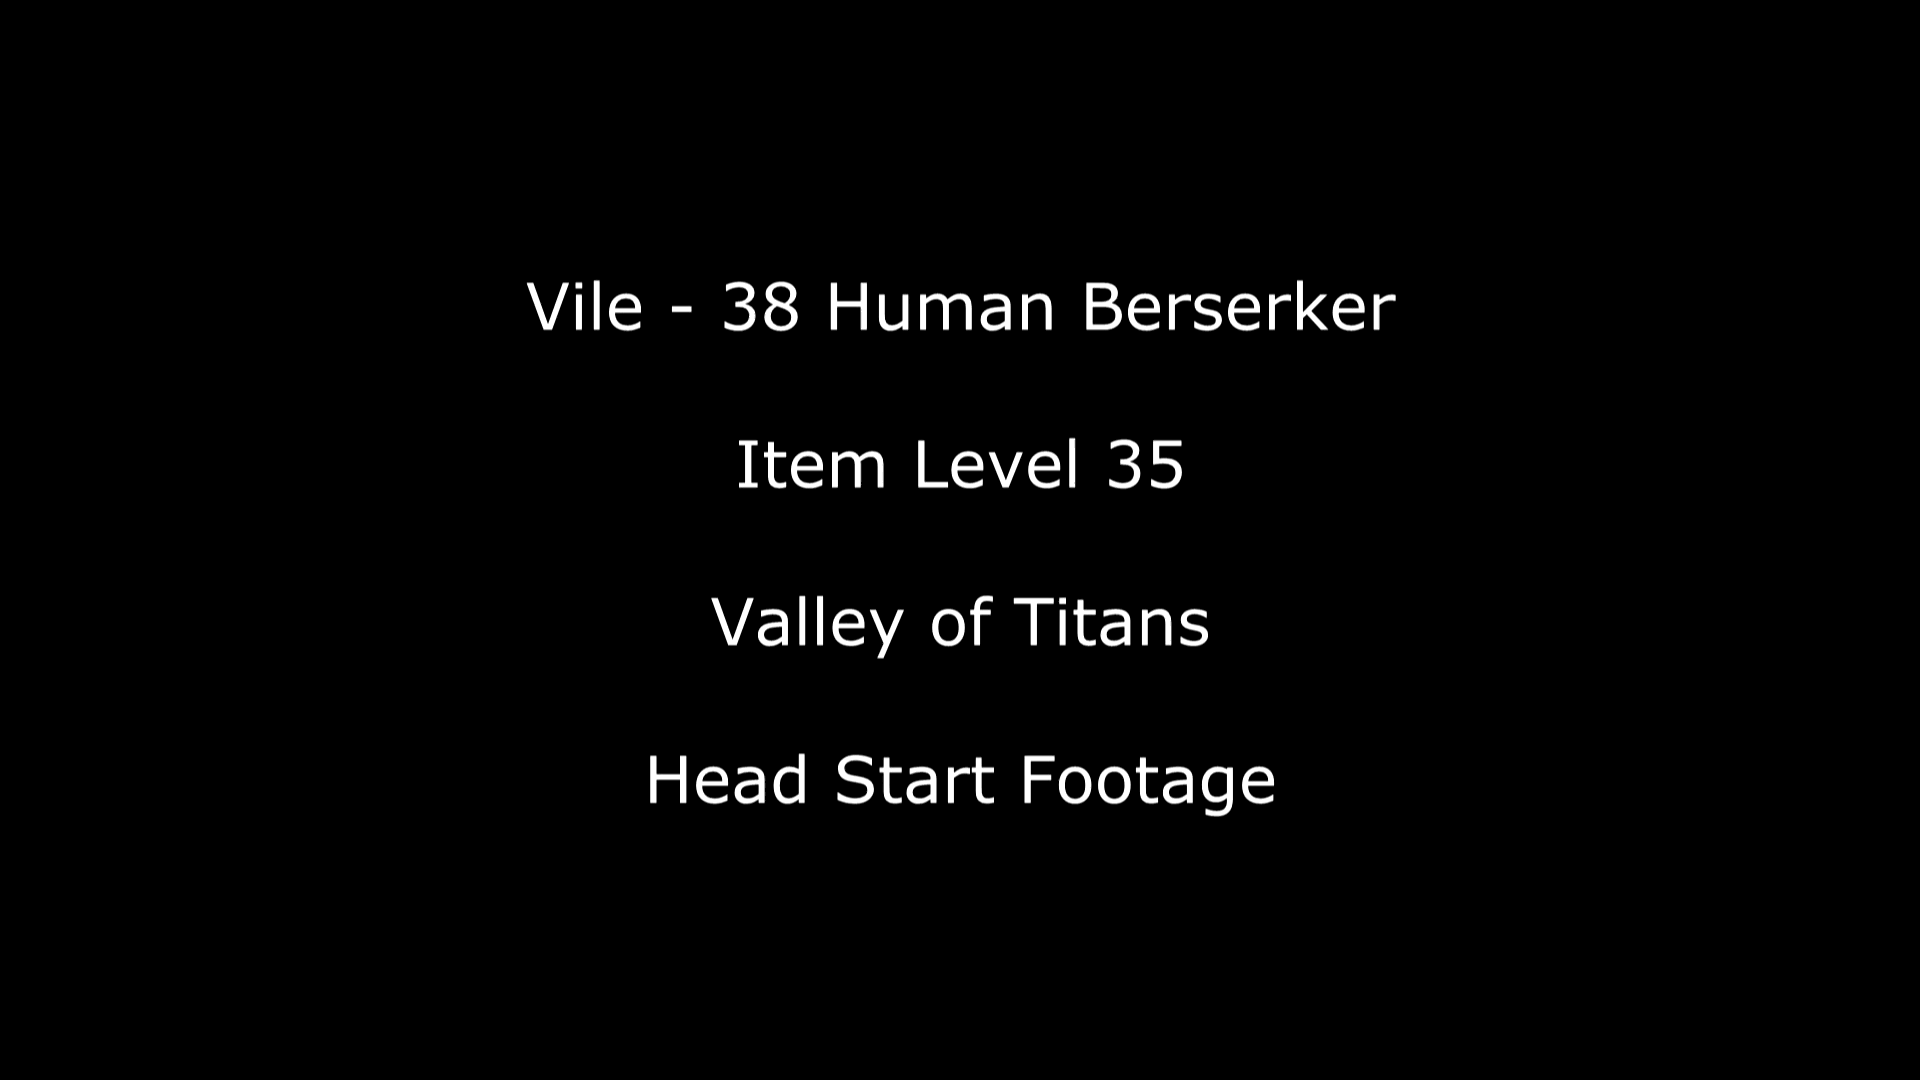 Vile - 38 Human Berserker
Item Level 35
Valley of Titans
Head Start Footage